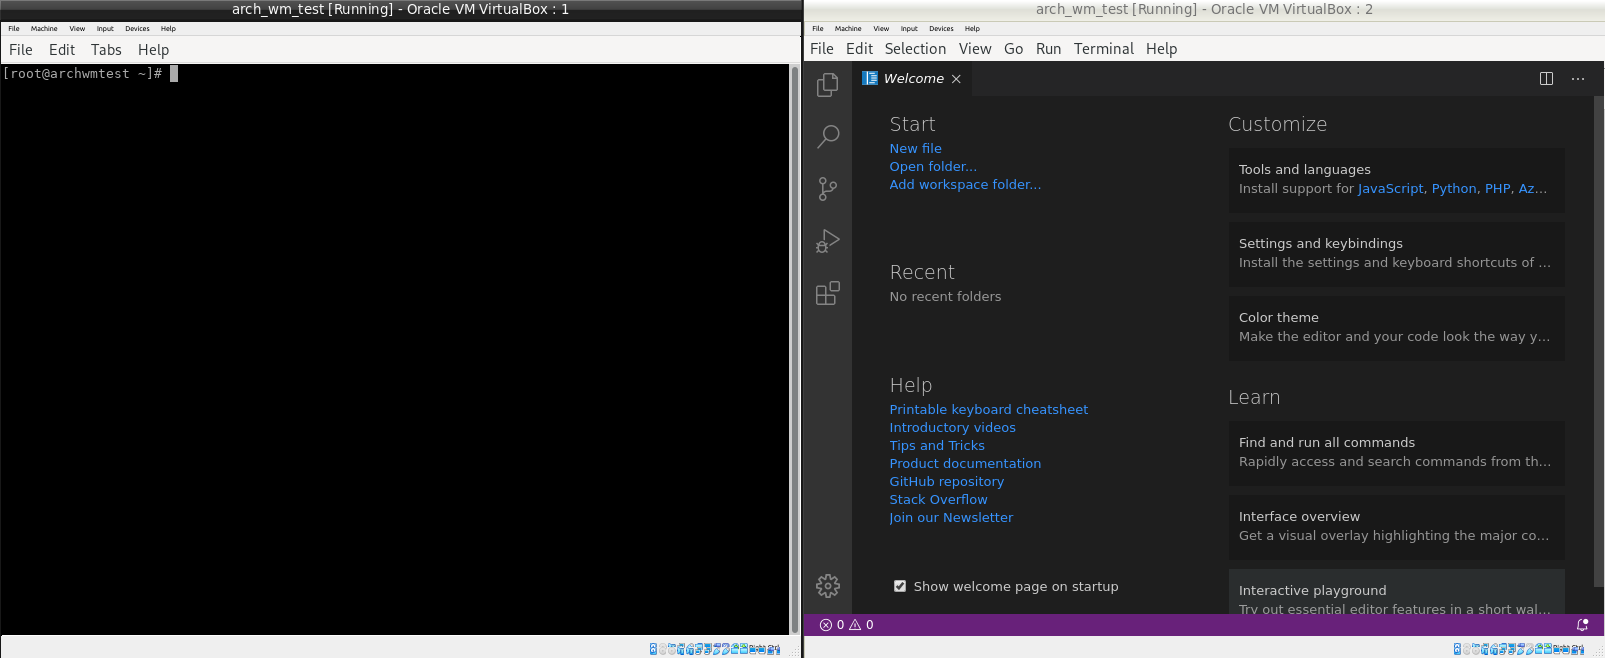 arch_wm_test [Running] - Oracle VM VirtualBox : 1
File Machine View Input Devices Help
File Edit Tabs Help
[root@archwmtest ~]#
arch_wm_test [Running] - Oracle VM VirtualBox : 2
File Machine View Input Devices Help
File Edit Selection View Go Run Terminal Help
Welcome
Start
New file
Open folder...
Add workspace folder...
Recent
No recent folders
Help
Printable keyboard cheatsheet
Introductory videos
Tips and Tricks
Product documentation
GitHub repository
Stack Overflow
Join our Newsletter
Show welcome page on startup
Customize
Tools and languages
Install support for JavaScript, Python, PHP, Az...
Settings and keybindings
Install the settings and keyboard shortcuts of ...
Color theme
Make the editor and your code look the way y...
Learn
Find and run all commands
Rapidly access and search commands from th...
Interface overview
Get a visual overlay highlighting the major co...
Interactive playground
Try out essential editor features in a short wal...
0 0